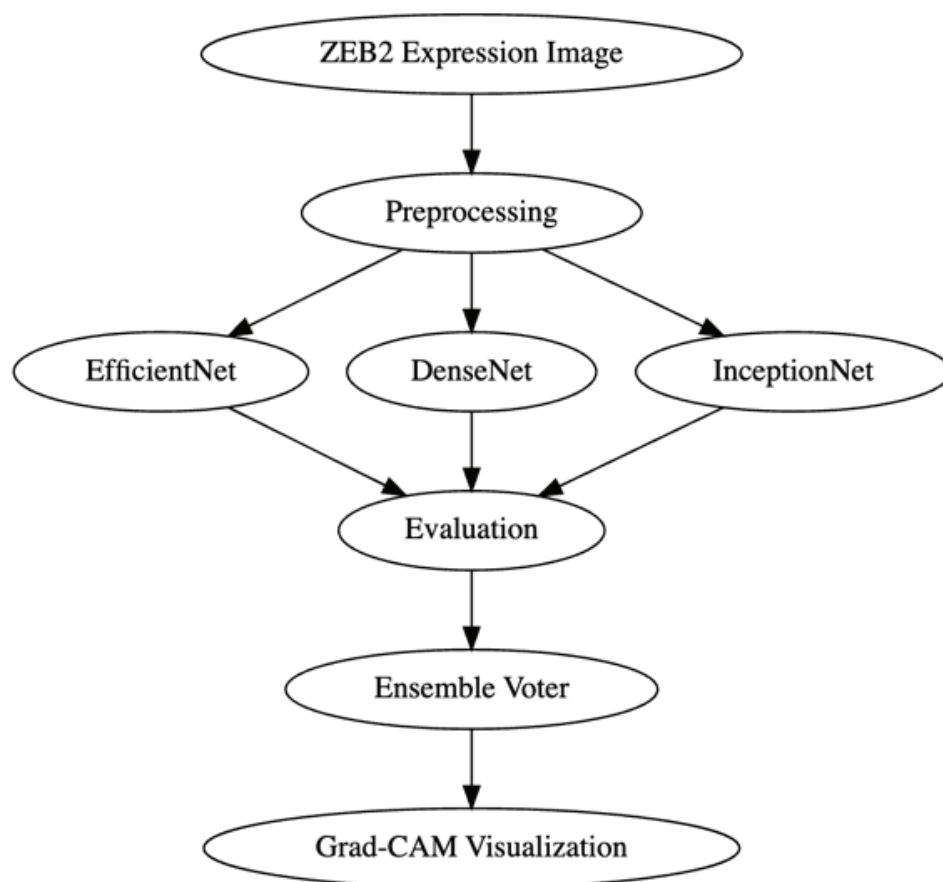 ZEB2 Expression Image
Preprocessing
EfficientNet
DenseNet
InceptionNet
Evaluation
Ensemble Voter
Grad-CAM Visualization